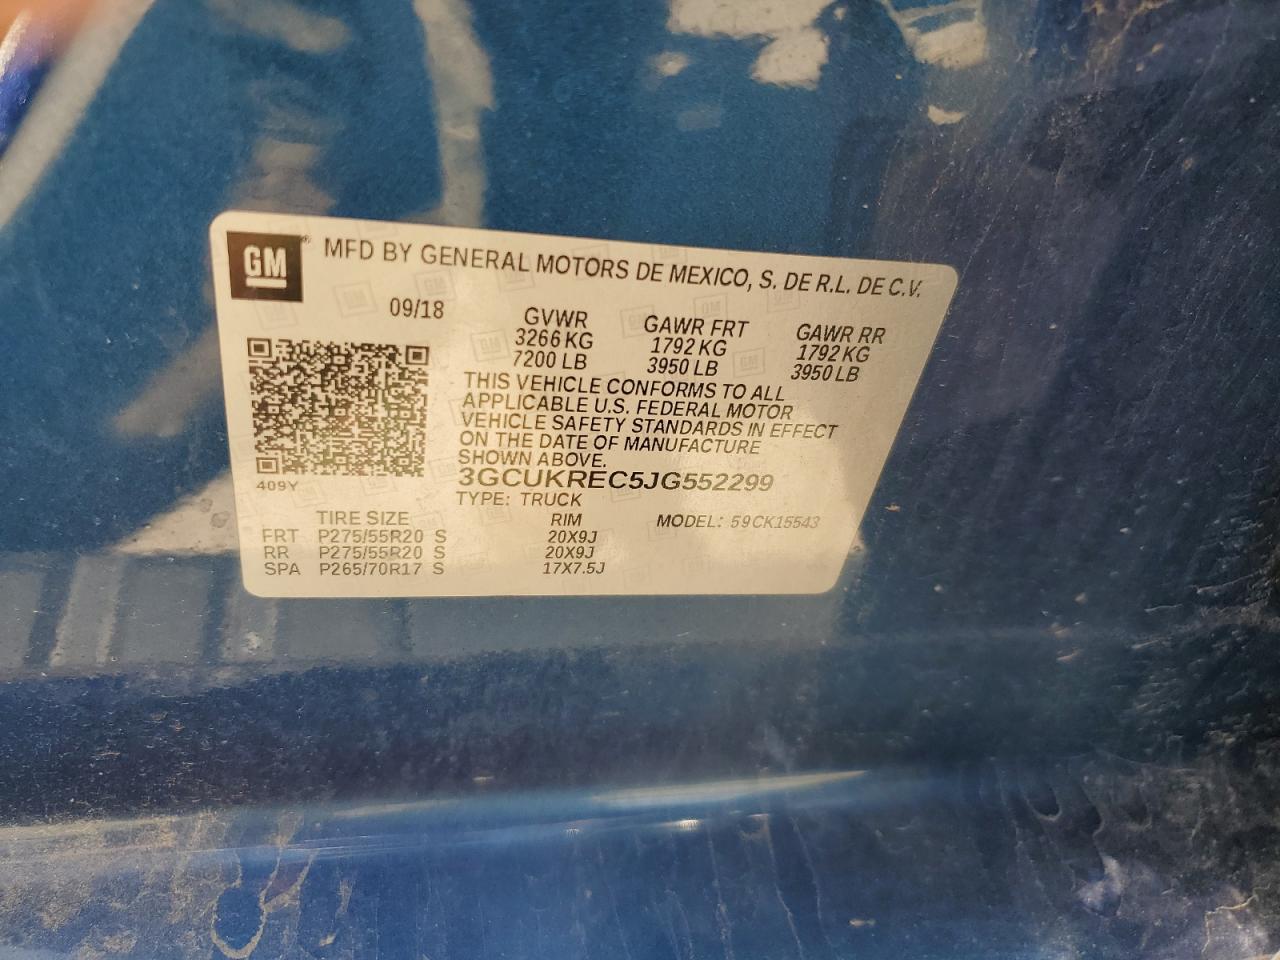 GM® MFD BY GENERAL MOTORS DE MEXICO, S. DE R.L. DE C.V.
09/18
GVWR GAWR FRT GAWR RR
3266 KG 1792 KG 1792 KG
7200 LB 3950 LB 3950 LB
THIS VEHICLE CONFORMS TO ALL
APPLICABLE U.S. FEDERAL MOTOR
VEHICLE SAFETY STANDARDS IN EFFECT
ON THE DATE OF MANUFACTURE
SHOWN ABOVE.
409Y
3GCUKREC5JG552299
TYPE: TRUCK
TIRE SIZE RIM MODEL: 59CK15543
FRT P275/55R20 S 20X9J
RR P275/55R20 S 20X9J
SPA P265/70R17 S 17X7.5J